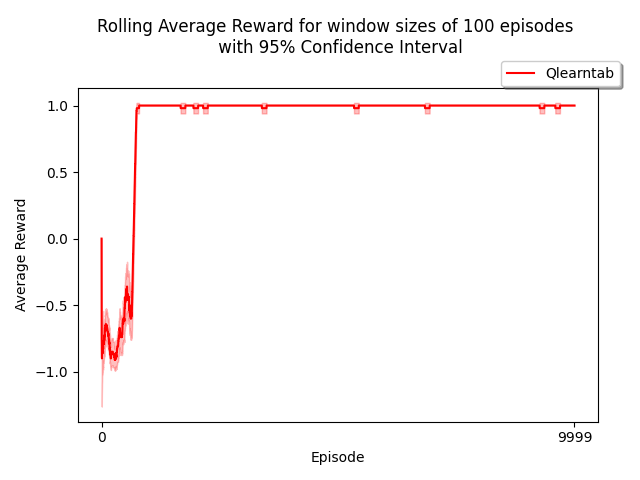 Rolling Average Reward for window sizes of 100 episodes
with 95% Confidence Interval
Qlearntab
1.0
0.5
0.0
−0.5
−1.0
Average Reward
0
9999
Episode